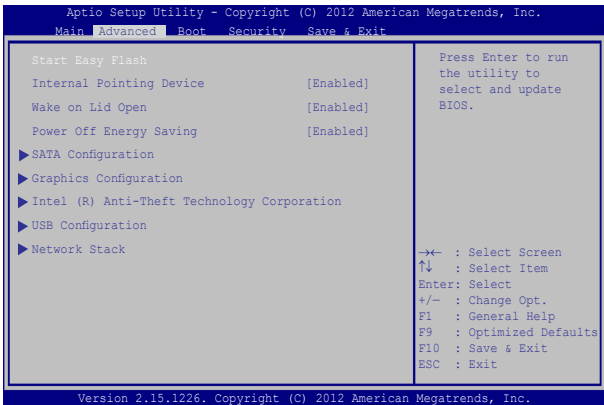 Aptio Setup Utility - Copyright (C) 2012 American Megatrends, Inc.
Main Advanced Boot Security Save & Exit
Start Easy Flash
Internal Pointing Device [Enabled]
Wake on Lid Open [Enabled]
Power Off Energy Saving [Enabled]
SATA Configuration
Graphics Configuration
Intel (R) Anti-Theft Technology Corporation
USB Configuration
Network Stack
Press Enter to run
the utility to
select and update
BIOS.
→← : Select Screen
↑↓ : Select Item
Enter: Select
+/— : Change Opt.
F1 : General Help
F9 : Optimized Defaults
F10 : Save & Exit
ESC : Exit
Version 2.15.1226. Copyright (C) 2012 American Megatrends, Inc.